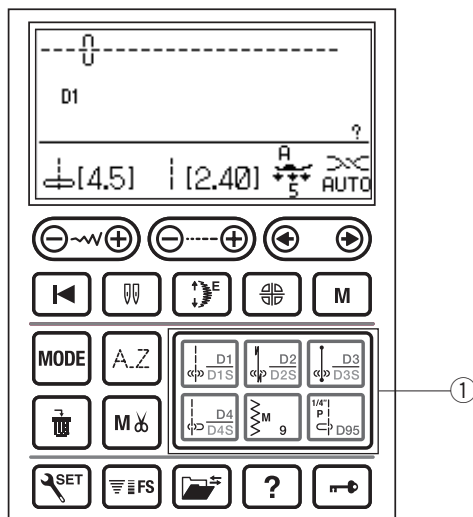 D1
?
[4.5] [2.40] A 5 AUTO
E
M
MODE A Z D1 D1S D2 D2S D3 D3S
M D4 D4S M 9 1/4" P D95
SET FS ?
1